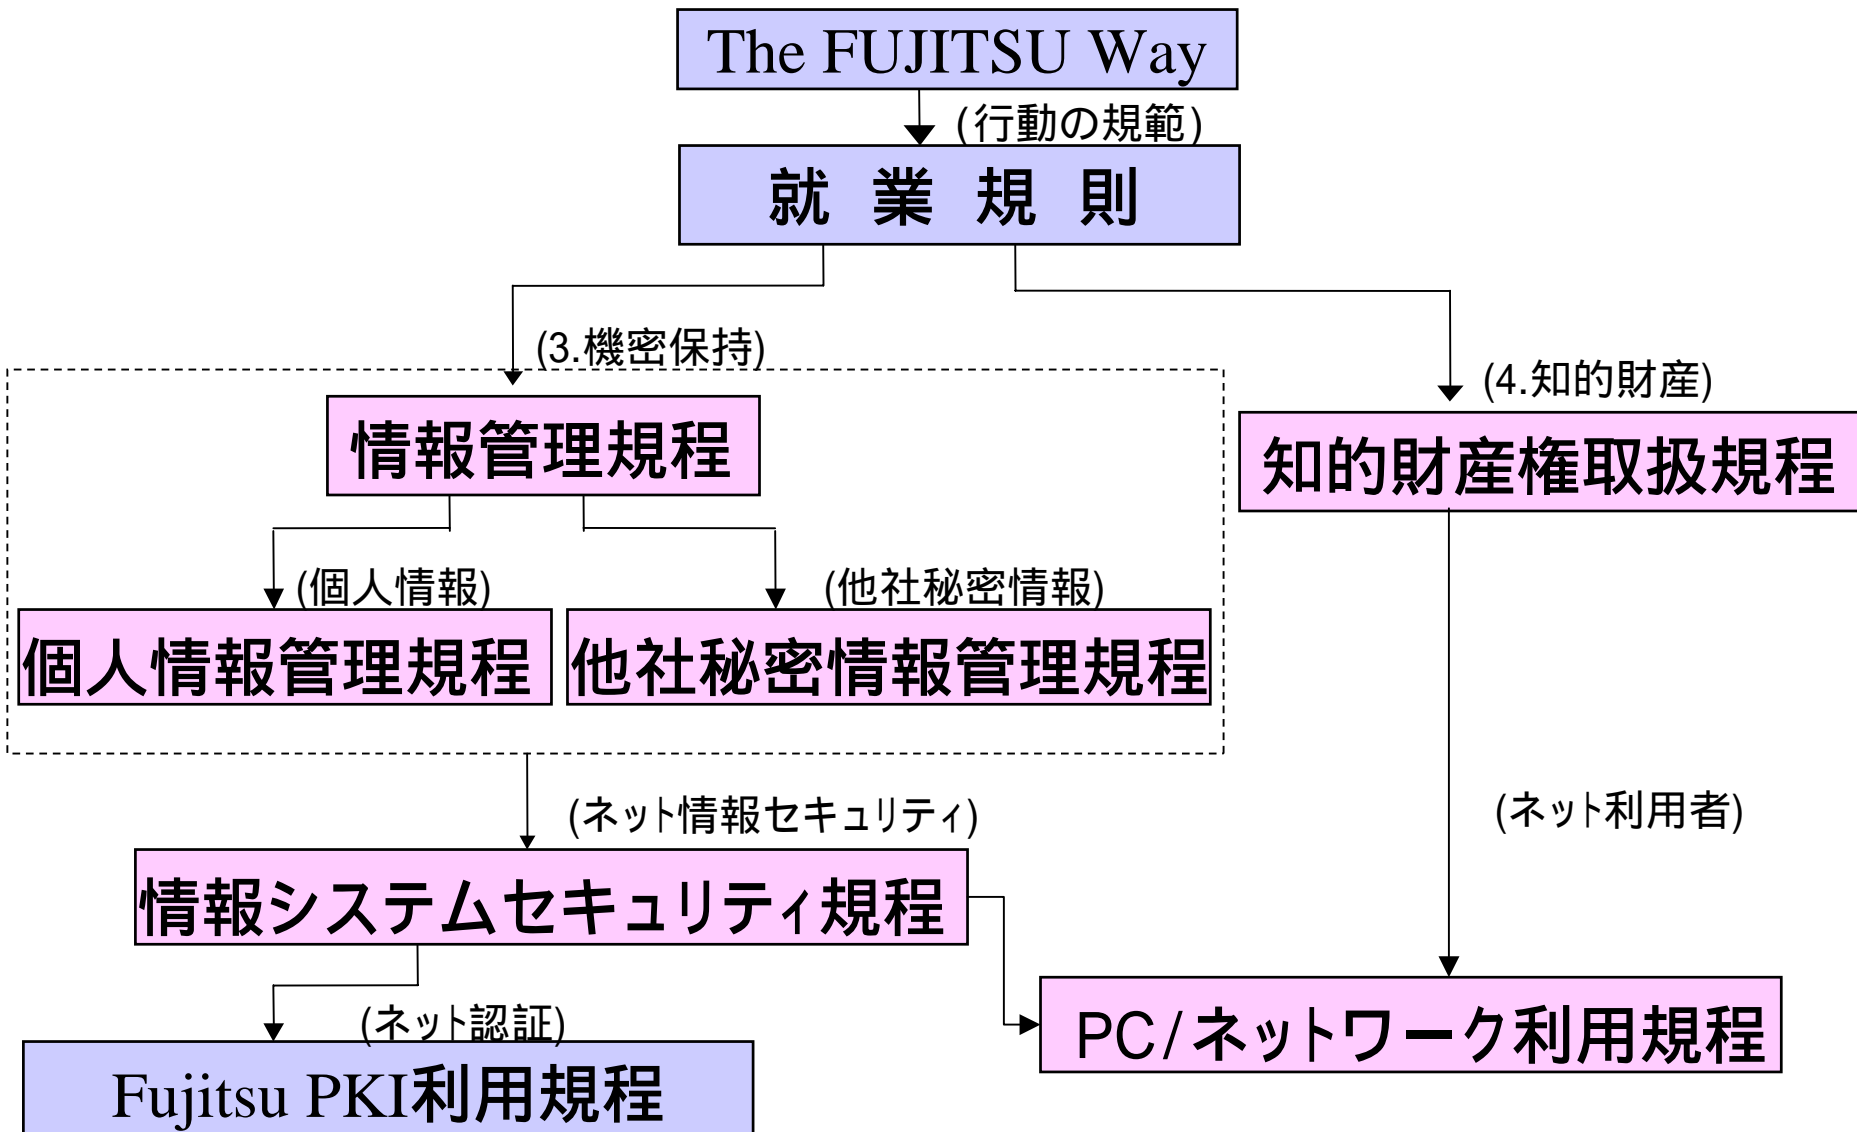 The FUJITSU Way
(行動の規範)
就 業 規 則
(3.機密保持)
(4.知的財産)
情報管理規程
知的財産権取扱規程
(個人情報)
(他社秘密情報)
個人情報管理規程
他社秘密情報管理規程
(ネット情報セキュリティ)
(ネット利用者)
情報システムセキュリティ規程
(ネット認証)
PC/ネットワーク利用規程
Fujitsu PKI利用規程